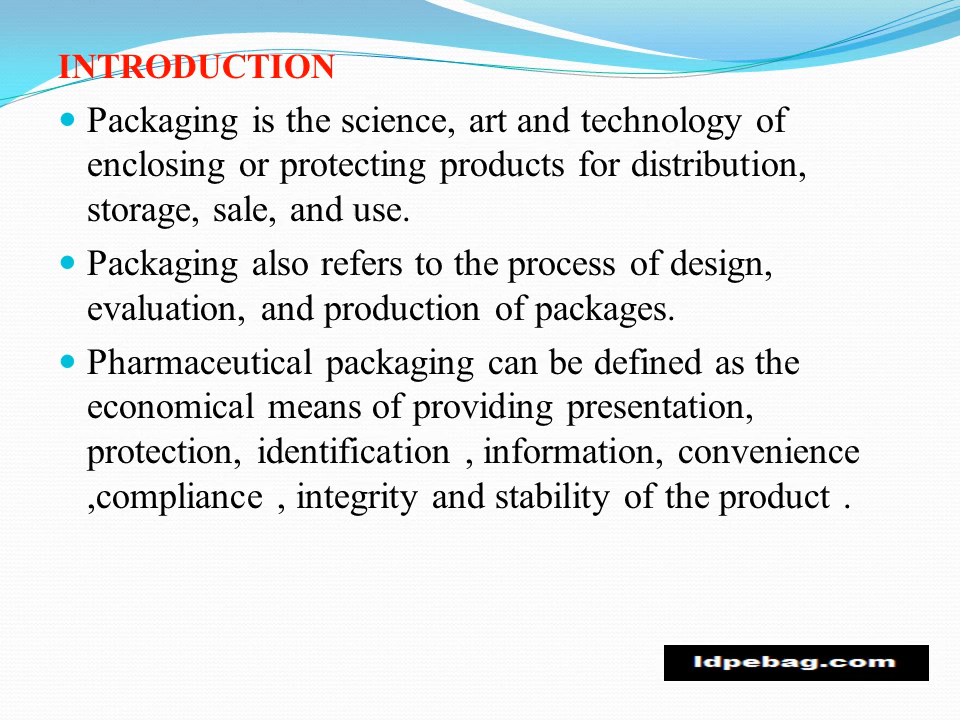 INTRODUCTION
Packaging is the science, art and technology of
enclosing or protecting products for distribution,
storage, sale, and use.
Packaging also refers to the process of design,
evaluation, and production of packages.
Pharmaceutical packaging can be defined as the
economical means of providing presentation,
protection, identification , information, convenience
,compliance , integrity and stability of the product .
ldpebag.com